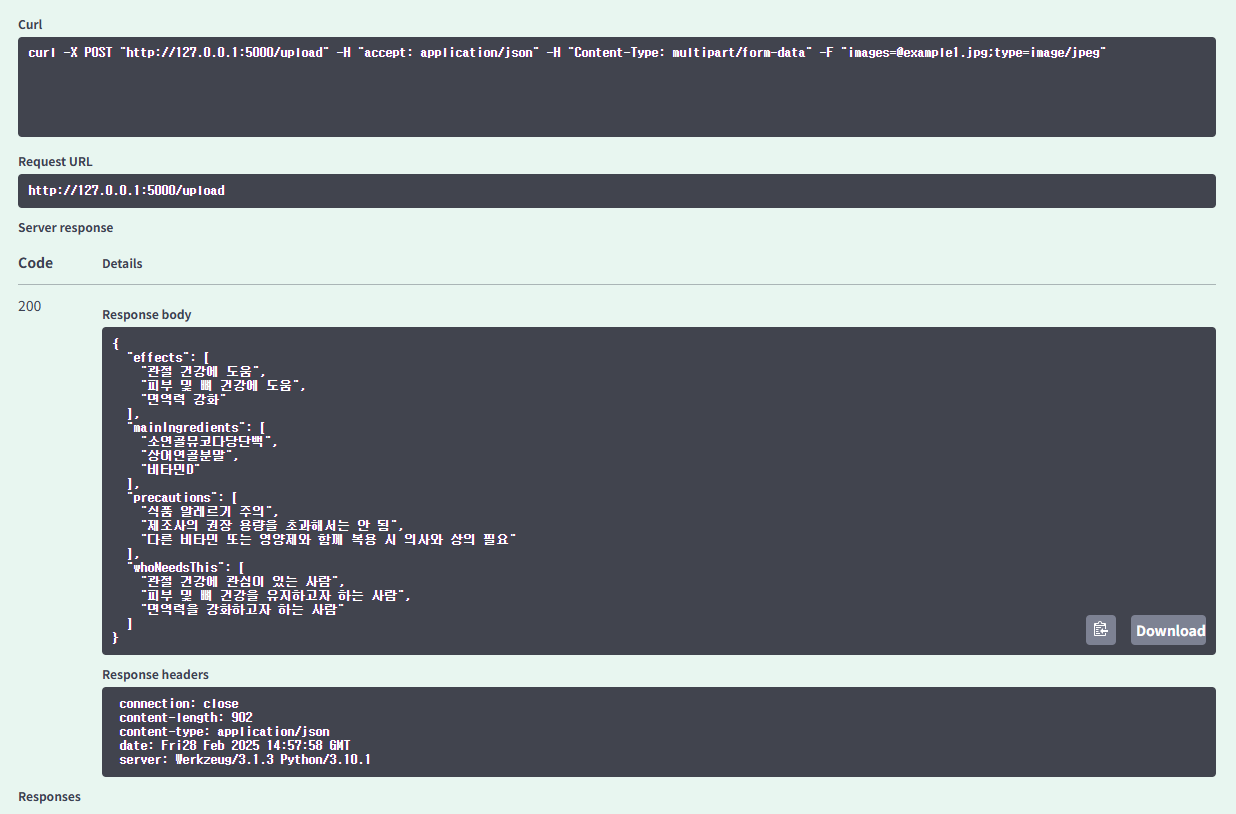 Curl
curl -X POST "http://127.0.0.1:5000/upload" -H "accept: application/json" -H "Content-Type: multipart/form-data" -F "images=@example1.jpg;type=image/jpeg"
Request URL
http://127.0.0.1:5000/upload
Server response
Code Details
200
Response body
{
  "effects": [
    "관절 건강에 도움",
    "피부 및 뼈 건강에 도움",
    "면역력 강화"
  ],
  "mainIngredients": [
    "소연골뮤코다당단백",
    "상어연골분말",
    "비타민D"
  ],
  "precautions": [
    "식품 알레르기 주의",
    "제조사의 권장 용량을 초과해서는 안 됨",
    "다른 비타민 또는 영양제와 함께 복용 시 의사와 상의 필요"
  ],
  "whoNeedsThis": [
    "관절 건강에 관심이 있는 사람",
    "피부 및 뼈 건강을 유지하고자 하는 사람",
    "면역력을 강화하고자 하는 사람"
  ]
}
Download
Response headers
connection: close
content-length: 902
content-type: application/json
date: Fri28 Feb 2025 14:57:58 GMT
server: Werkzeug/3.1.3 Python/3.10.1
Responses